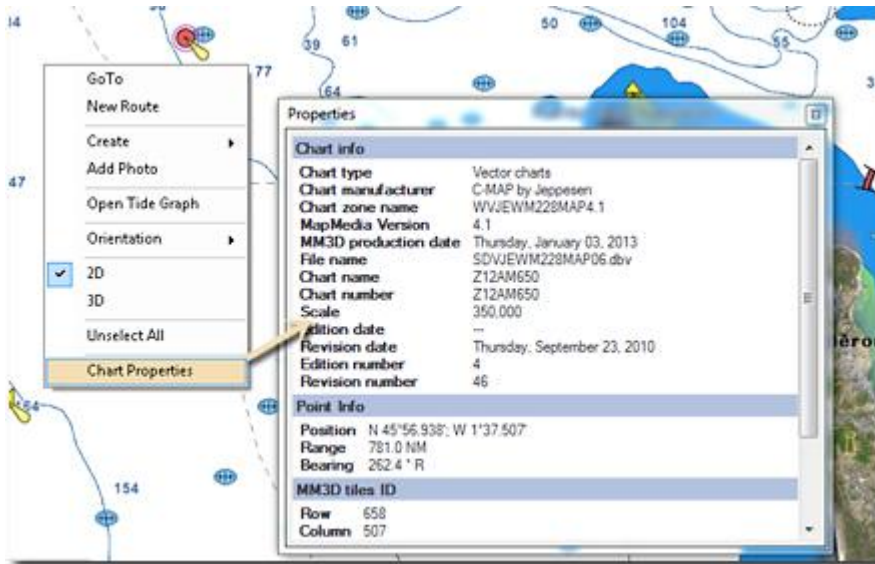 50
104
39
61
55
77
64
47
154
GoTo
New Route
Create
Add Photo
Open Tide Graph
Orientation
2D
3D
Unselect All
Chart Properties
Properties
Chart info
Chart type Vector charts
Chart manufacturer C-MAP by Jeppesen
Chart zone name WVJEWM228MAP4.1
MapMedia Version 4.1
MM3D production date Thursday, January 03, 2013
File name SDVJEWM228MAP06.dbv
Chart name Z12AM650
Chart number Z12AM650
Scale 350,000
Edition date ---
Revision date Thursday, September 23, 2010
Edition number 4
Revision number 46
Point Info
Position N 45°56.938'; W 1°37.507'
Range 781.0 NM
Bearing 262.4 ° R
MM3D tiles ID
Row 658
Column 507